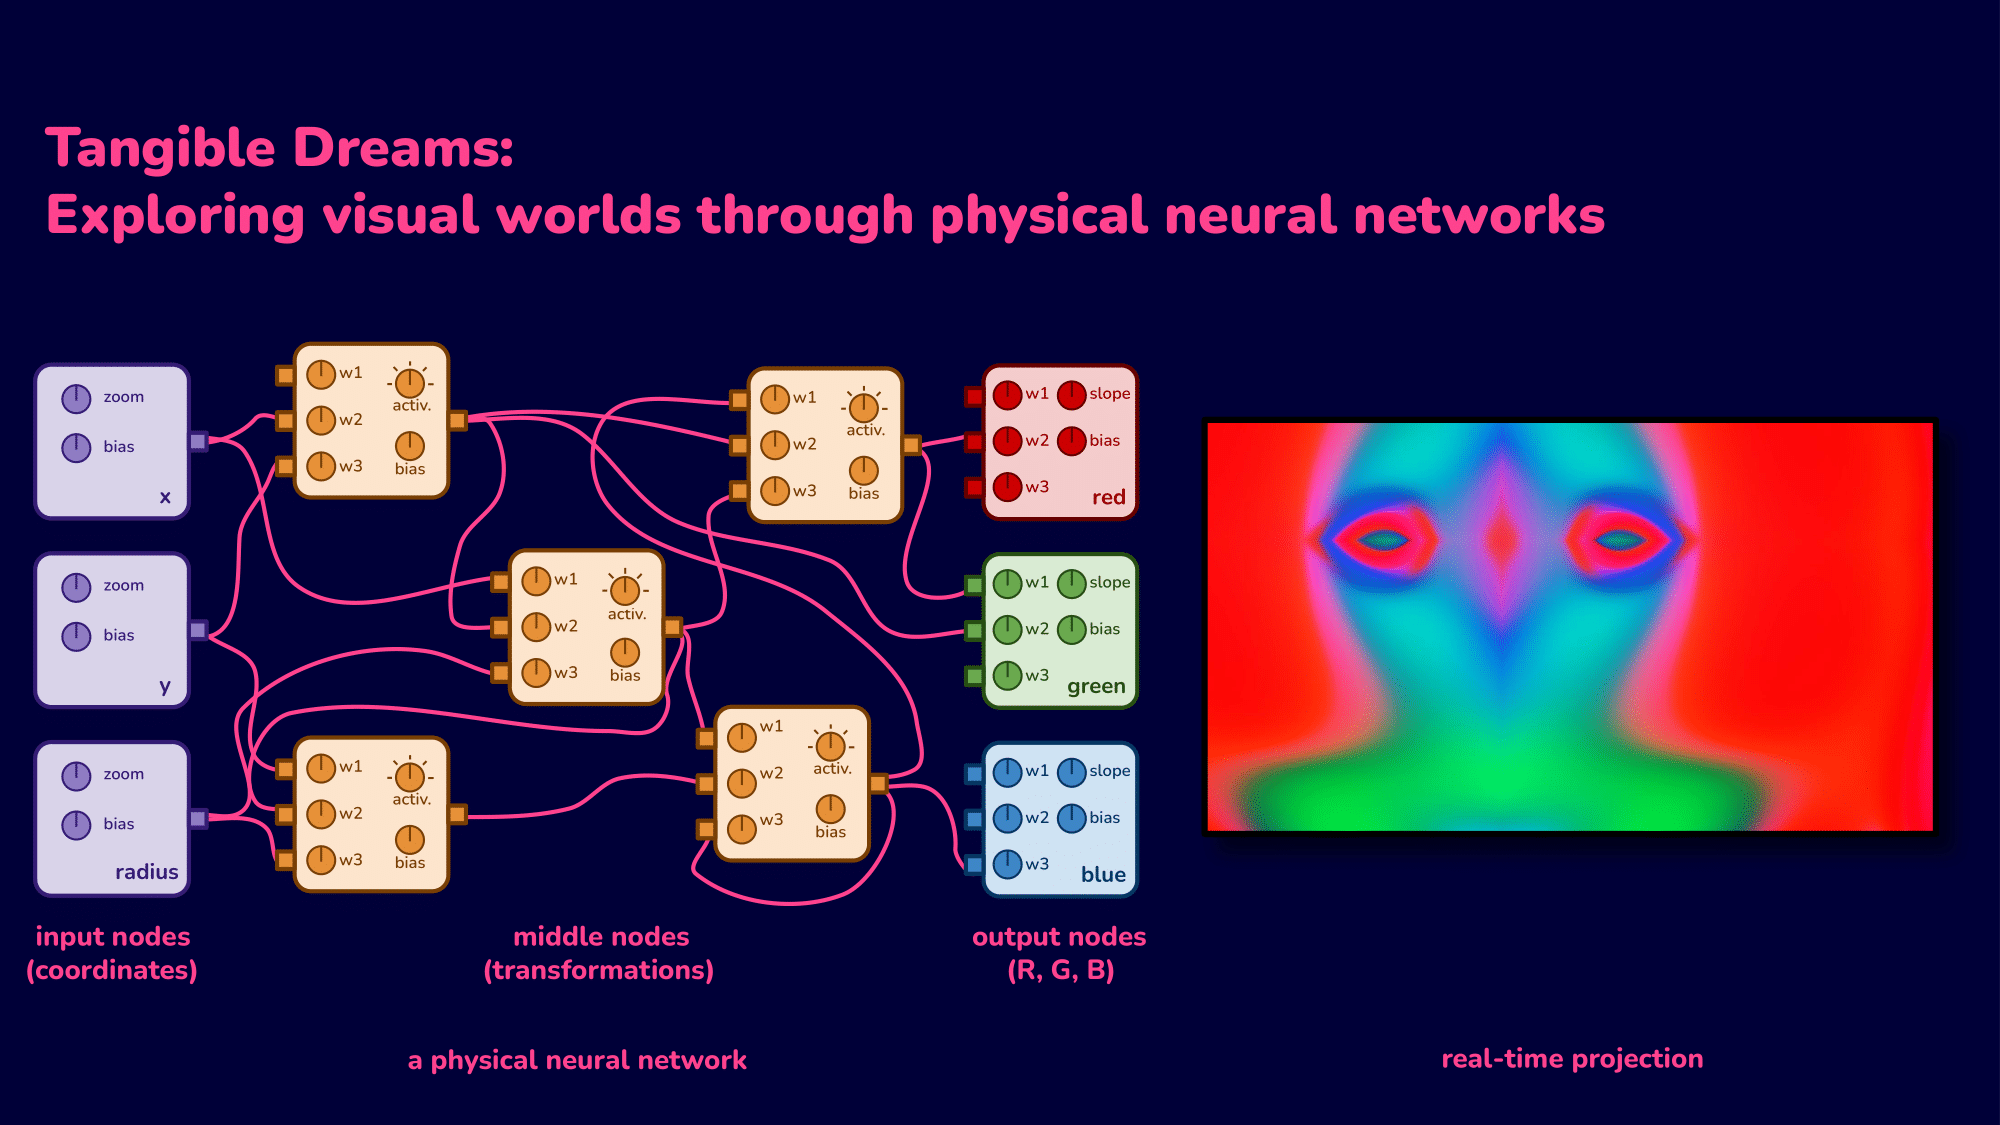 Tangible Dreams:
Exploring visual worlds through physical neural networks
zoom
bias
x
zoom
bias
y
zoom
bias
radius
w1
activ.
w2
w3
bias
w1
activ.
w2
w3
bias
w1
activ.
w2
w3
bias
w1
activ.
w2
w3
bias
w1
activ.
w2
w3
bias
w1 slope
w2 bias
w3
red
w1 slope
w2 bias
w3
green
w1 slope
w2 bias
w3
blue
input nodes
(coordinates)
middle nodes
(transformations)
output nodes
(R, G, B)
a physical neural network
real-time projection